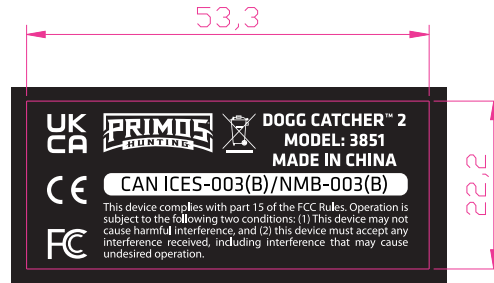 53,3
UK
CA
PRIMOS
HUNTING
DOGG CATCHER™ 2
MODEL: 3851
MADE IN CHINA
CE
CAN ICES-003(B)/NMB-003(B)
FC
This device complies with part 15 of the FCC Rules. Operation is
subject to the following two conditions: (1) This device may not
cause harmful interference, and (2) this device must accept any
interference received, including interference that may cause
undesired operation.
22,2